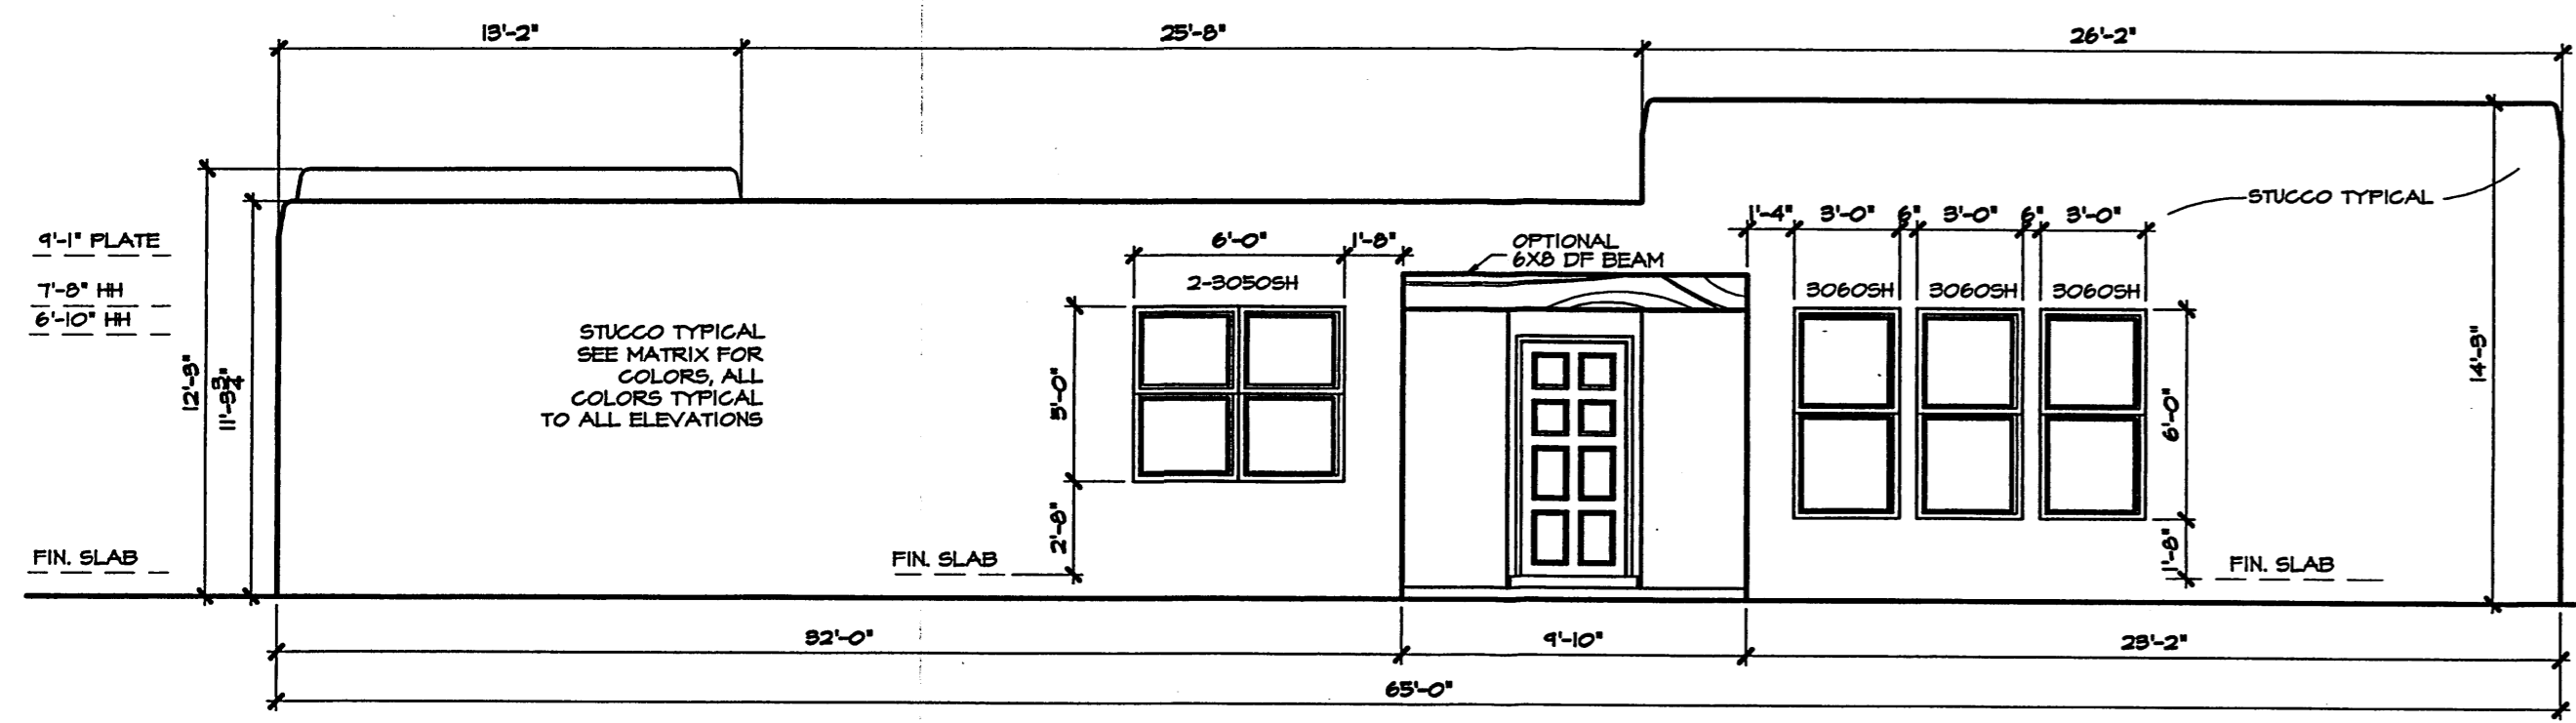 13'-2"
25'-8"
26'-2"
STUCCO TYPICAL
1'-4"
3'-0"
6"
3'-0"
6"
3'-0"
9'-1" PLATE
6'-0"
1'-8"
OPTIONAL
6X8 DF BEAM
7'-8" HH
2-3050SH
3060SH
3060SH
3060SH
6'-10" HH
STUCCO TYPICAL
SEE MATRIX FOR
COLORS, ALL
COLORS TYPICAL
TO ALL ELEVATIONS
12'-3"
11'-3 3/4"
5'-0"
14'-3"
6'-0"
2'-8"
1'-8"
FIN. SLAB
FIN. SLAB
FIN. SLAB
32'-0"
9'-10"
23'-2"
65'-0"